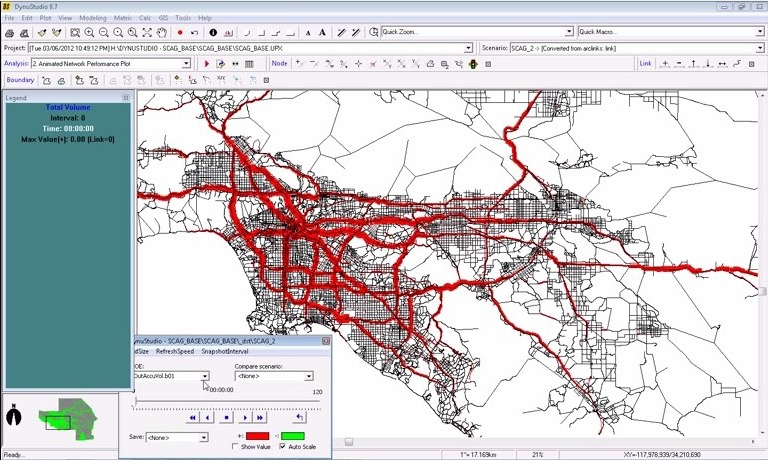 DynuStudio 0.7
File Edit Plot View Modeling Matrix Calc GIS Tools Help
Quick Zoom... Quick Macro...
Project: [Tue 03/06/2012 10:49:12 PM] H:\DYNUSTUDIO - SCAG_BASE\SCAG_BASE\SCAG_BASE.UPX Scenario: SCAG_2 -> [Converted from arclinks: link]
Analysis: 2. Animated Network Performance Plot Node Link
Boundary
Legend
Total Volume
Interval: 0
Time: 00:00:00
Max Value(+): 0.00 (Link=0)
ynuStudio - SCAG_BASE\SCAG_BASE\_dst\SCAG_2
dSize RefreshSpeed SnapshotInterval
OE: Compare scenario:
OutAccuVol.b01 <None>
00:00:00
120
Save: <None> +: -:
Show Value Auto Scale
Ready... 1"= 17.169km 21% XY=-117,978,939/34,210,690